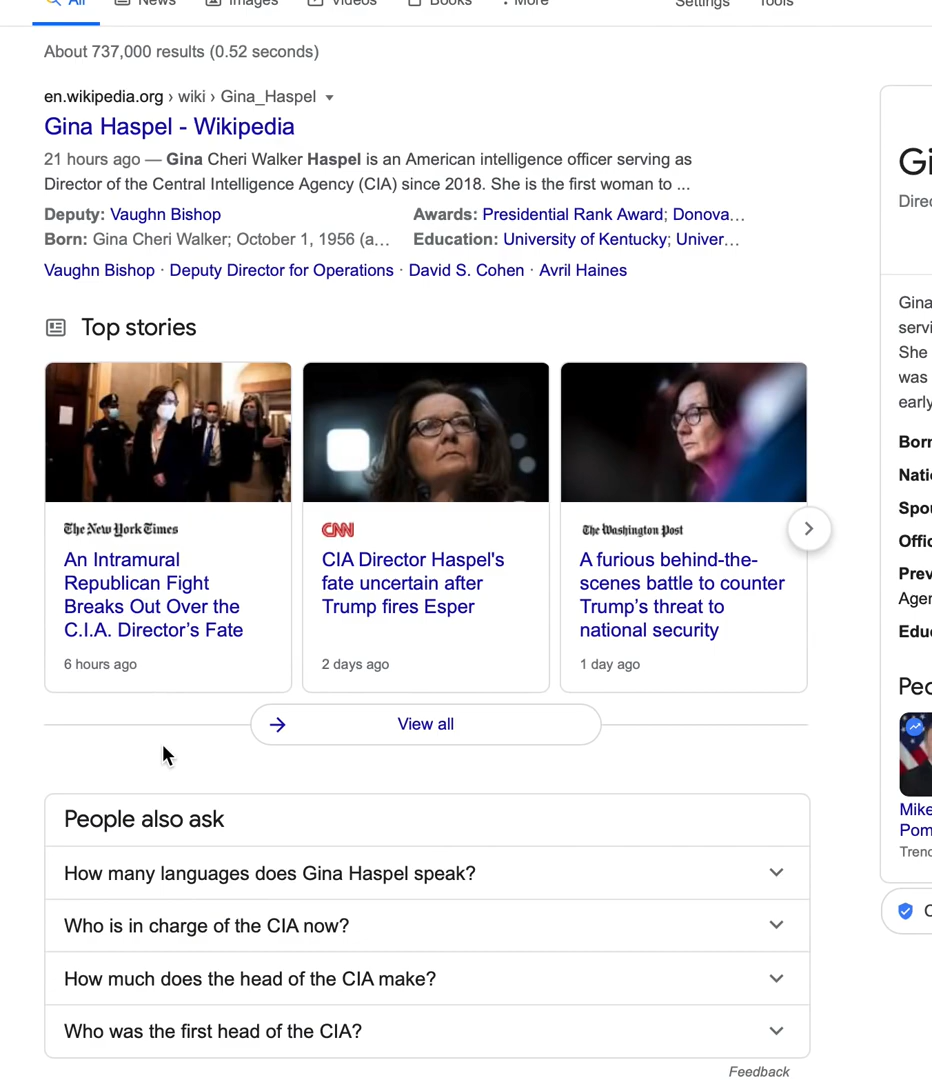 All News Images Videos Books More Settings Tools
About 737,000 results (0.52 seconds)
en.wikipedia.org › wiki › Gina_Haspel
Gina Haspel - Wikipedia
21 hours ago — Gina Cheri Walker Haspel is an American intelligence officer serving as
Director of the Central Intelligence Agency (CIA) since 2018. She is the first woman to ...
Deputy: Vaughn Bishop
Awards: Presidential Rank Award; Donova…
Born: Gina Cheri Walker; October 1, 1956 (a…
Education: University of Kentucky; Univer…
Vaughn Bishop · Deputy Director for Operations · David S. Cohen · Avril Haines
Top stories
The New York Times
An Intramural
Republican Fight
Breaks Out Over the
C.I.A. Director’s Fate
6 hours ago
CNN
CIA Director Haspel's
fate uncertain after
Trump fires Esper
2 days ago
The Washington Post
A furious behind-the-
scenes battle to counter
Trump’s threat to
national security
1 day ago
View all
People also ask
How many languages does Gina Haspel speak?
Who is in charge of the CIA now?
How much does the head of the CIA make?
Who was the first head of the CIA?
Feedback
Gi
Direc
Gina
servi
She
was
early
Born
Nati
Spou
Offic
Prev
Agen
Educ
Peo
Mike
Pom
Trend